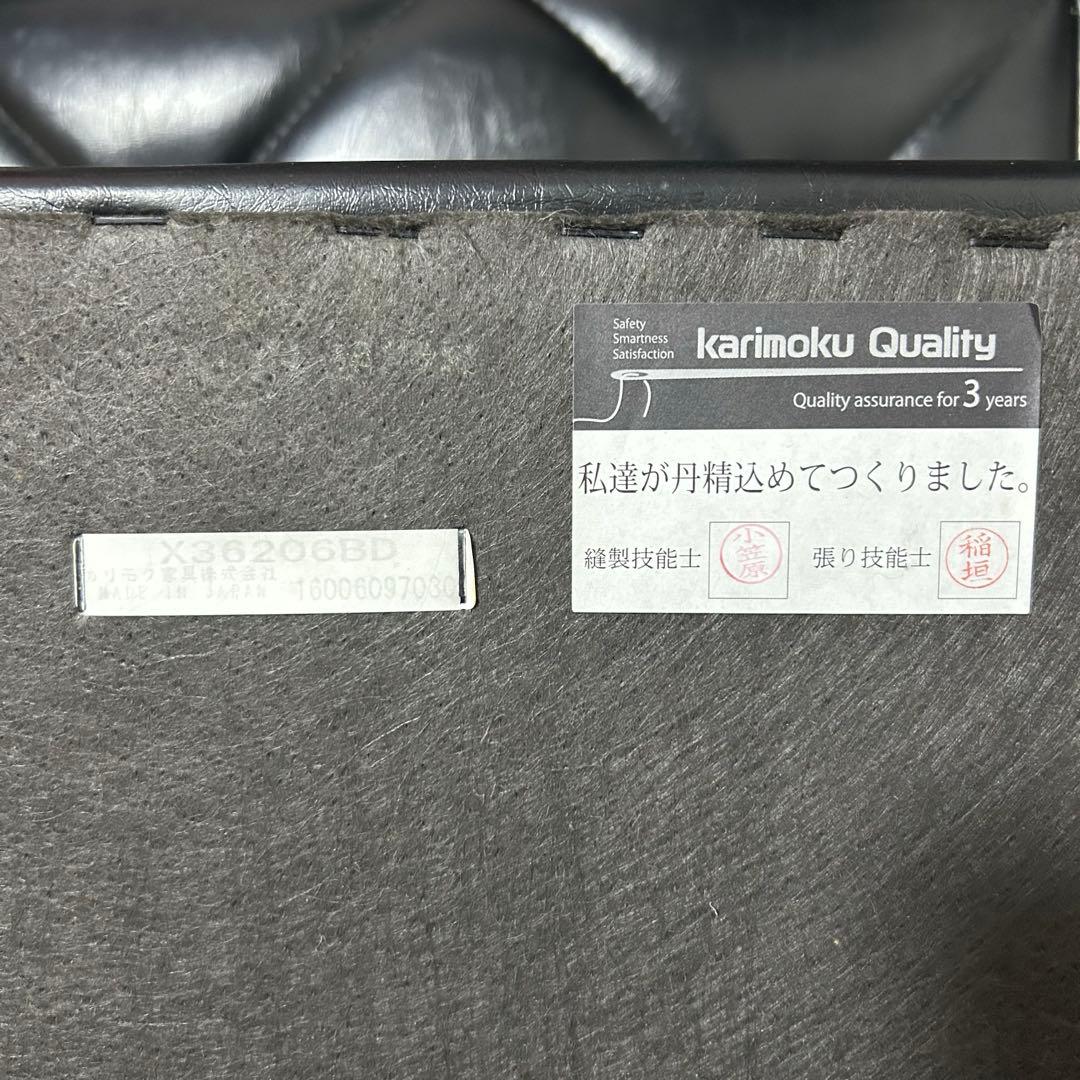 Safety
Smartness
Satisfaction
karimoku Quality
Quality assurance for 3 years
私達が丹精込めてつくりました。
縫製技能士 小笠原 張り技能士 稲垣
X36206BD
カリモク家具株式会社
MADE IN JAPAN 16006097030